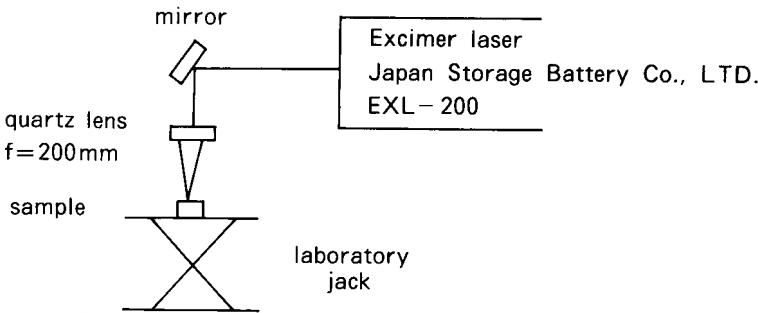 mirror
Excimer laser
Japan Storage Battery Co., LTD.
EXL-200
quartz lens
f=200mm
sample
laboratory
jack